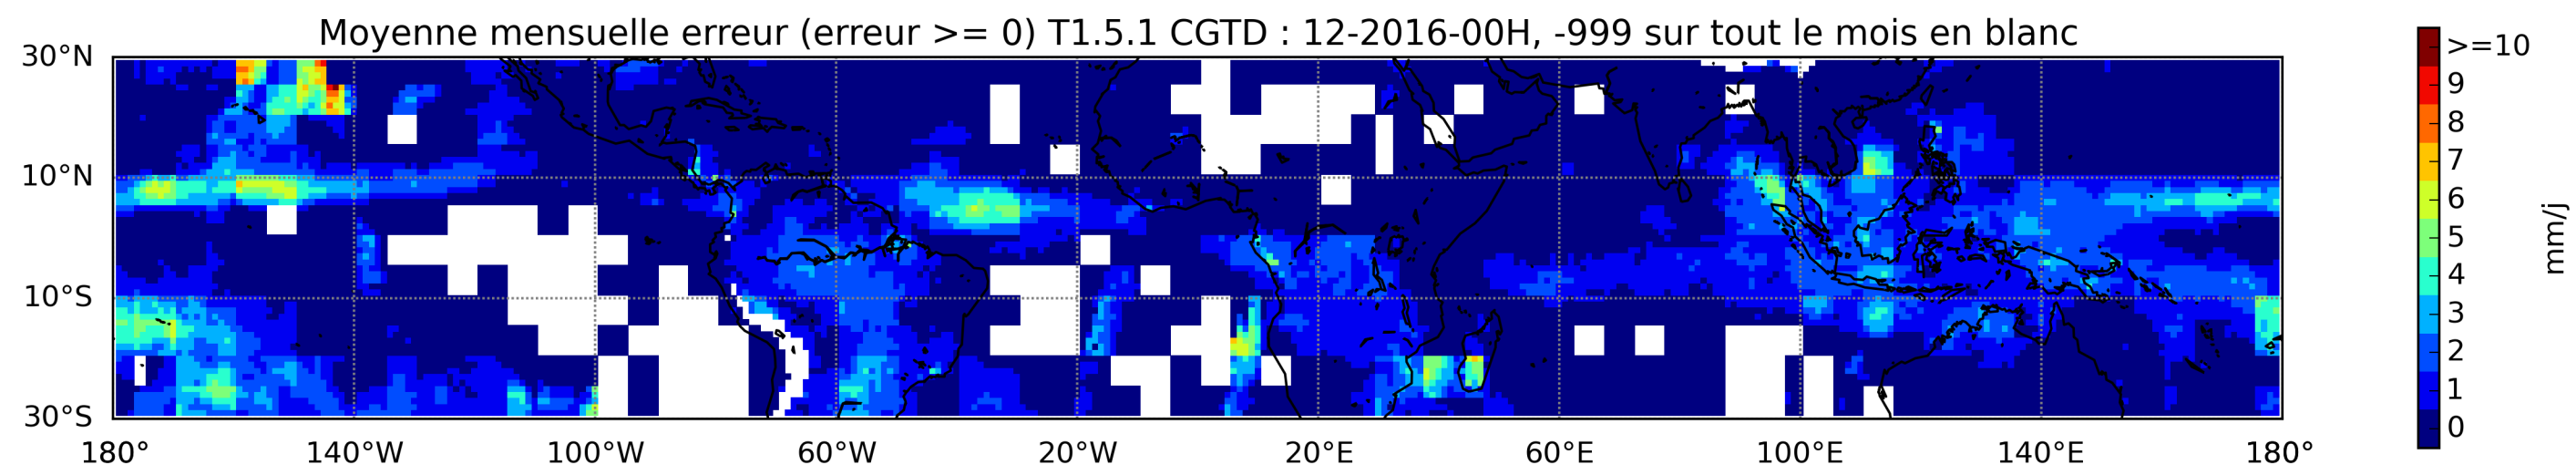 Moyenne mensuelle erreur (erreur >= 0) T1.5.1 CGTD : 12-2016-00H, -999 sur tout le mois en blanc
30°N
10°N
10°S
30°S
180° 140°W 100°W 60°W 20°W 20°E 60°E 100°E 140°E 180°
>=10
9
8
7
6
5
4
3
2
1
0
mm/j